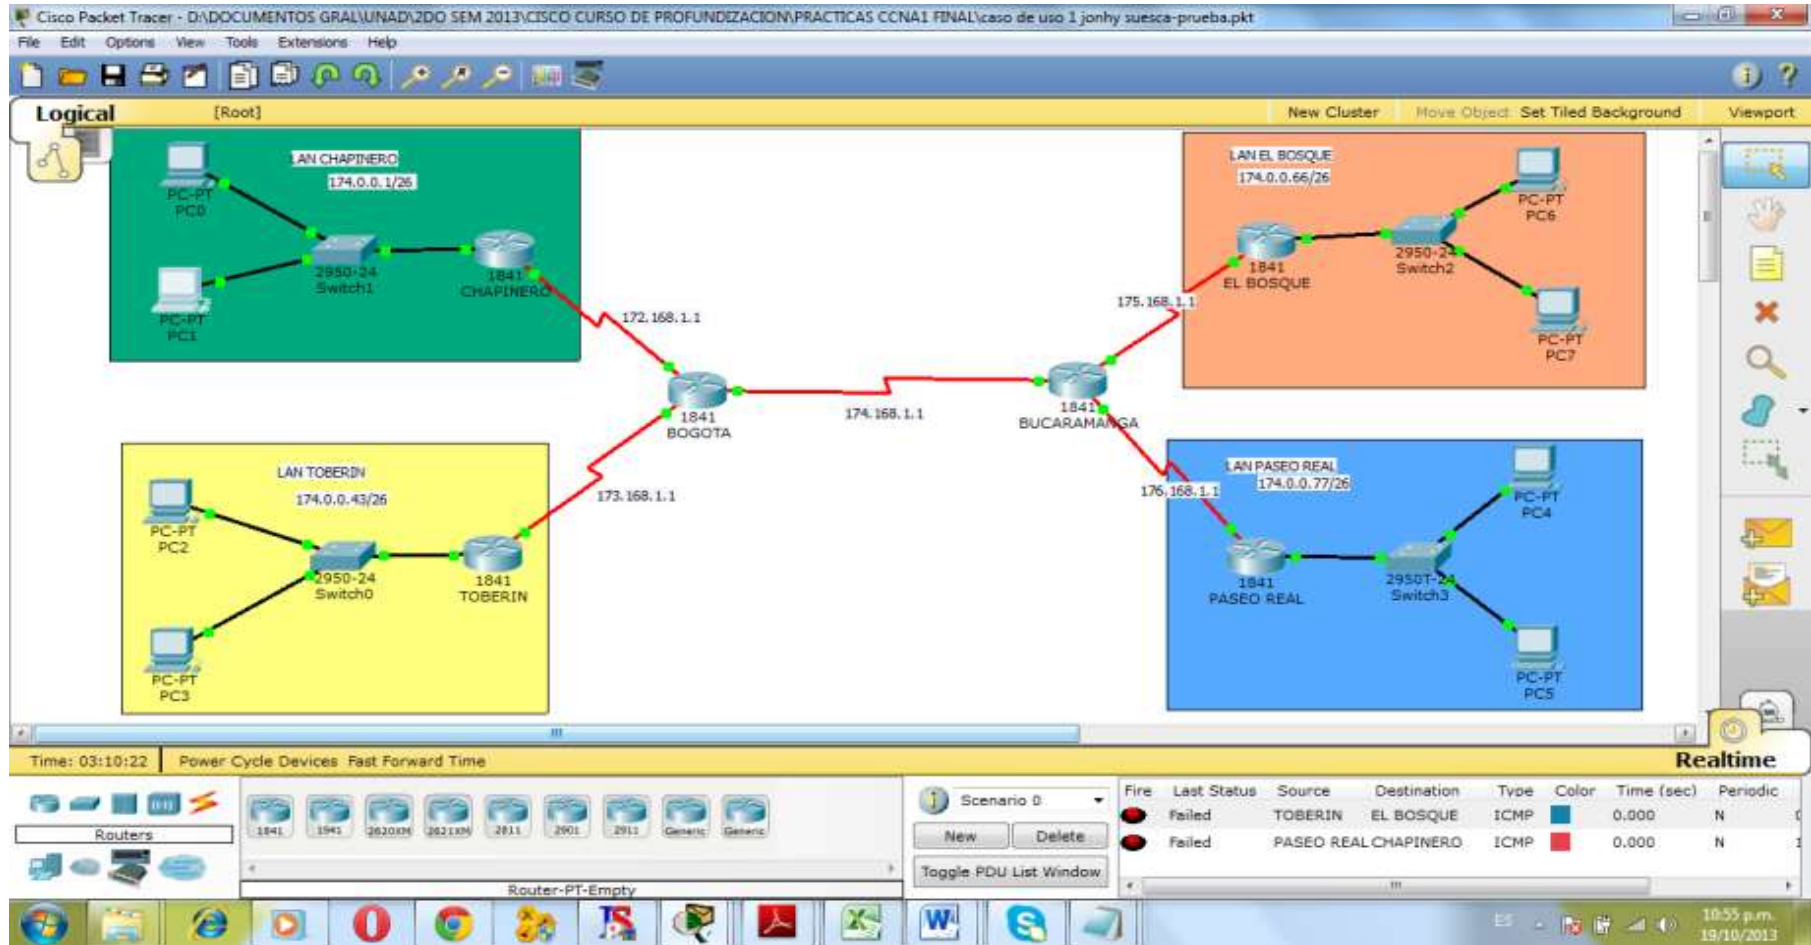 Cisco Packet Tracer - D:\DOCUMENTOS GRAL\UNAD\2DO SEM 2013\CISCO CURSO DE PROFUNDIZACION\PRACTICAS CCNA1 FINAL\caso de uso 1 jonhy suesca-prueba.pkt
File Edit Options View Tools Extensions Help
Logical [Root] New Cluster Move Object Set Tiled Background Viewport
LAN CHAPINERO
174.0.0.1/26
PC-PT
PC0
2950-24
Switch1
1841
CHAPINERO
PC-PT
PC1
172.168.1.1
LAN EL BOSQUE
174.0.0.66/26
PC-PT
PC6
2950-24
Switch2
1841
EL BOSQUE
175.168.1.1
PC-PT
PC7
1841
BOGOTA
174.168.1.1
1841
BUCARAMANGA
LAN TOBERIN
174.0.0.43/26
173.168.1.1
PC-PT
PC2
2950-24
Switch0
1841
TOBERIN
PC-PT
PC3
LAN PASEO REAL
174.0.0.77/26
176.168.1.1
PC-PT
PC4
1841
PASEO REAL
2950T-24
Switch3
PC-PT
PC5
Time: 03:10:22 Power Cycle Devices Fast Forward Time Realtime
Routers
1841 1941 2620XM 2621XM 2811 2901 2911 Generic Generic
Router-PT-Empty
Scenario 0
New Delete
Toggle PDU List Window
Fire Last Status Source Destination Type Color Time (sec) Periodic
Failed TOBERIN EL BOSQUE ICMP 0.000 N
Failed PASEO REAL CHAPINERO ICMP 0.000 N
ES
10:55 p.m.
19/10/2013